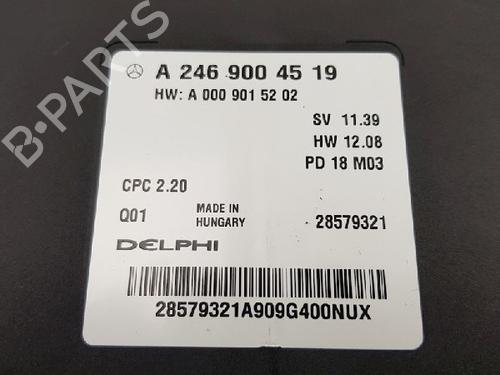 A 246 900 45 19
HW: A 000 901 52 02
SV 11.39
HW 12.08
PD 18 M03
CPC 2.20
Q01
MADE IN
HUNGARY
28579321
DELPHI
28579321A909G400NUX
B-PARTS